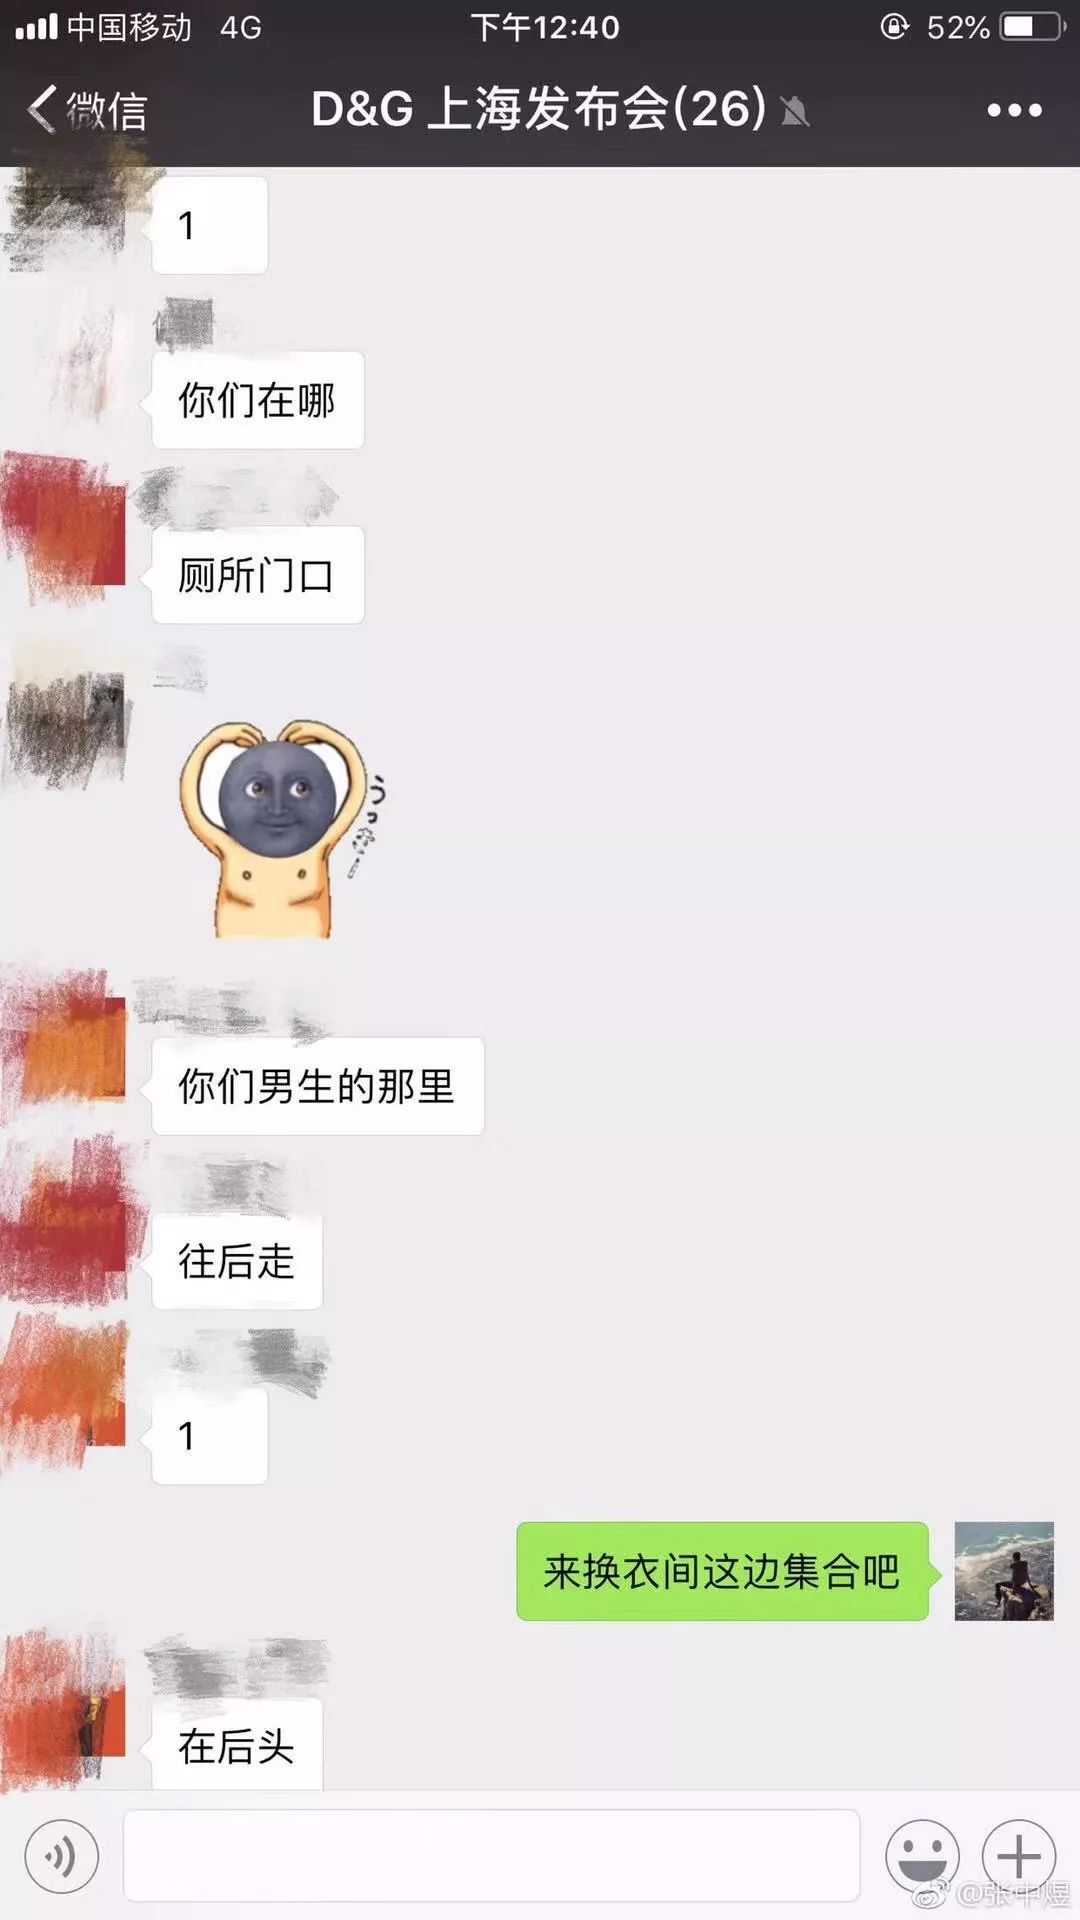 中国移动 4G 下午12:40 52%
微信 D&G 上海发布会(26)
1
你们在哪
厕所门口
你们男生的那里
往后走
1
来换衣间这边集合吧
在后头
@张中煜